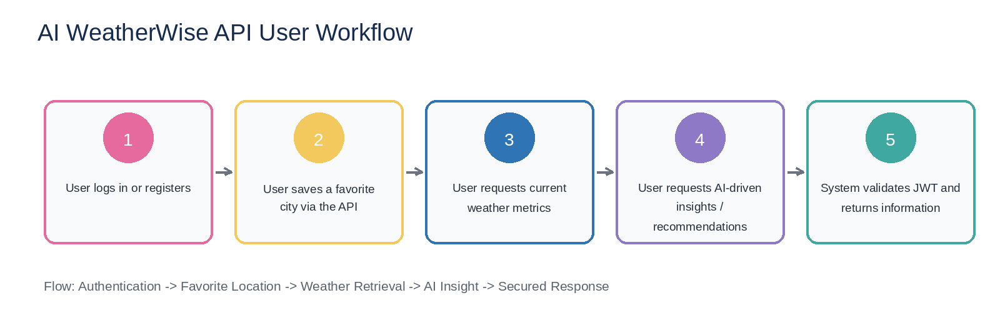 AI WeatherWise API User Workflow
1
User logs in or registers
2
User saves a favorite
city via the API
3
User requests current
weather metrics
4
User requests AI-driven
insights /
recommendations
5
System validates JWT and
returns information
Flow: Authentication -> Favorite Location -> Weather Retrieval -> AI Insight -> Secured Response